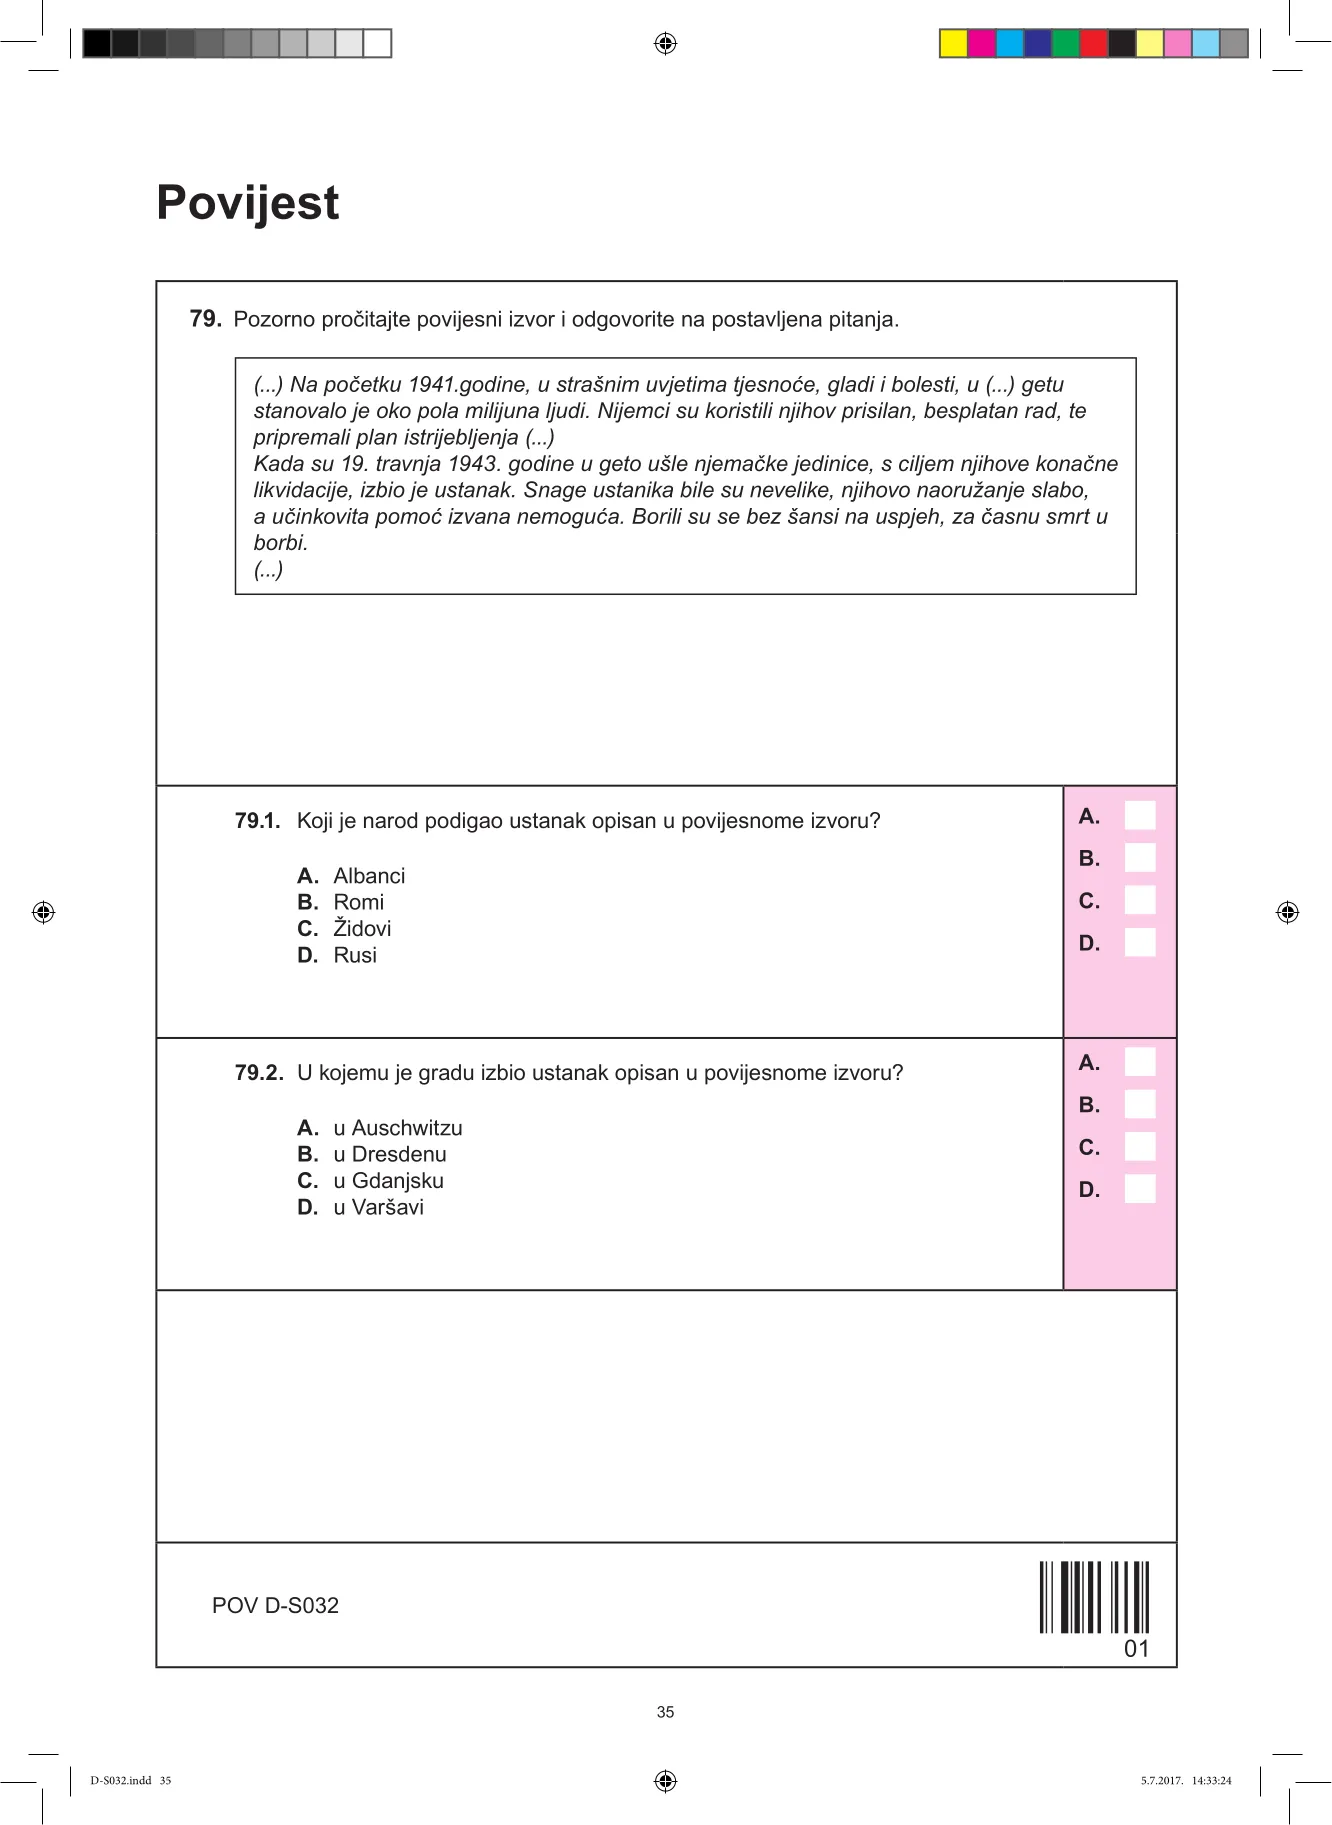 Povijest
79. Pozorno pročitajte povijesni izvor i odgovorite na postavljena pitanja.
(...) Na početku 1941.godine, u strašnim uvjetima tjesnoće, gladi i bolesti, u (...) getu
stanovalo je oko pola milijuna ljudi. Nijemci su koristili njihov prisilan, besplatan rad, te
pripremali plan istrijebljenja (...)
Kada su 19. travnja 1943. godine u geto ušle njemačke jedinice, s ciljem njihove konačne
likvidacije, izbio je ustanak. Snage ustanika bile su nevelike, njihovo naoružanje slabo,
a učinkovita pomoć izvana nemoguća. Borili su se bez šansi na uspjeh, za časnu smrt u
borbi.
(...)
79.1. Koji je narod podigao ustanak opisan u povijesnome izvoru?
A. Albanci
B. Romi
C. Židovi
D. Rusi
A.
B.
C.
D.
79.2. U kojemu je gradu izbio ustanak opisan u povijesnome izvoru?
A. u Auschwitzu
B. u Dresdenu
C. u Gdanjsku
D. u Varšavi
A.
B.
C.
D.
POV D-S032
01
35
D-S032.indd 35
5.7.2017. 14:33:24